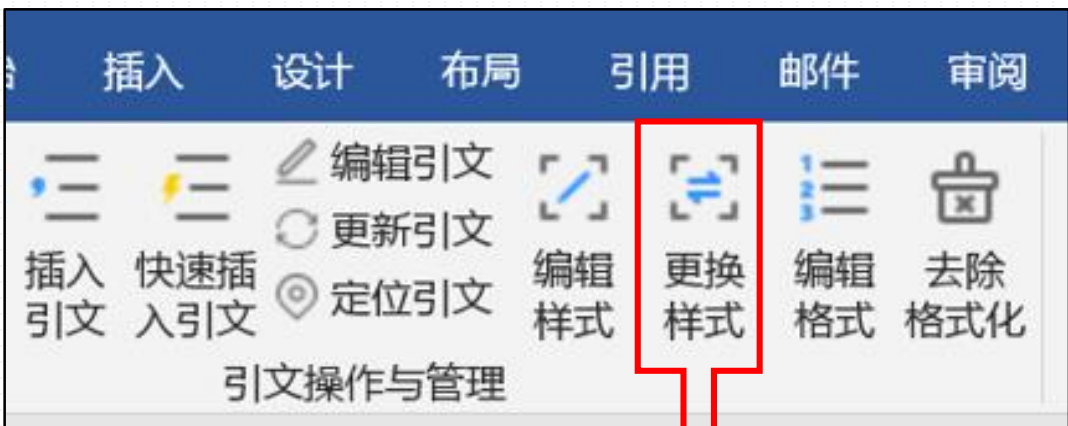 插入 设计 布局 引用 邮件 审阅
编辑引文
更新引文
定位引文
插入
引文
快速插
入引文
编辑
样式
更换
样式
1
2
3
编辑
格式
去除
格式化
引文操作与管理